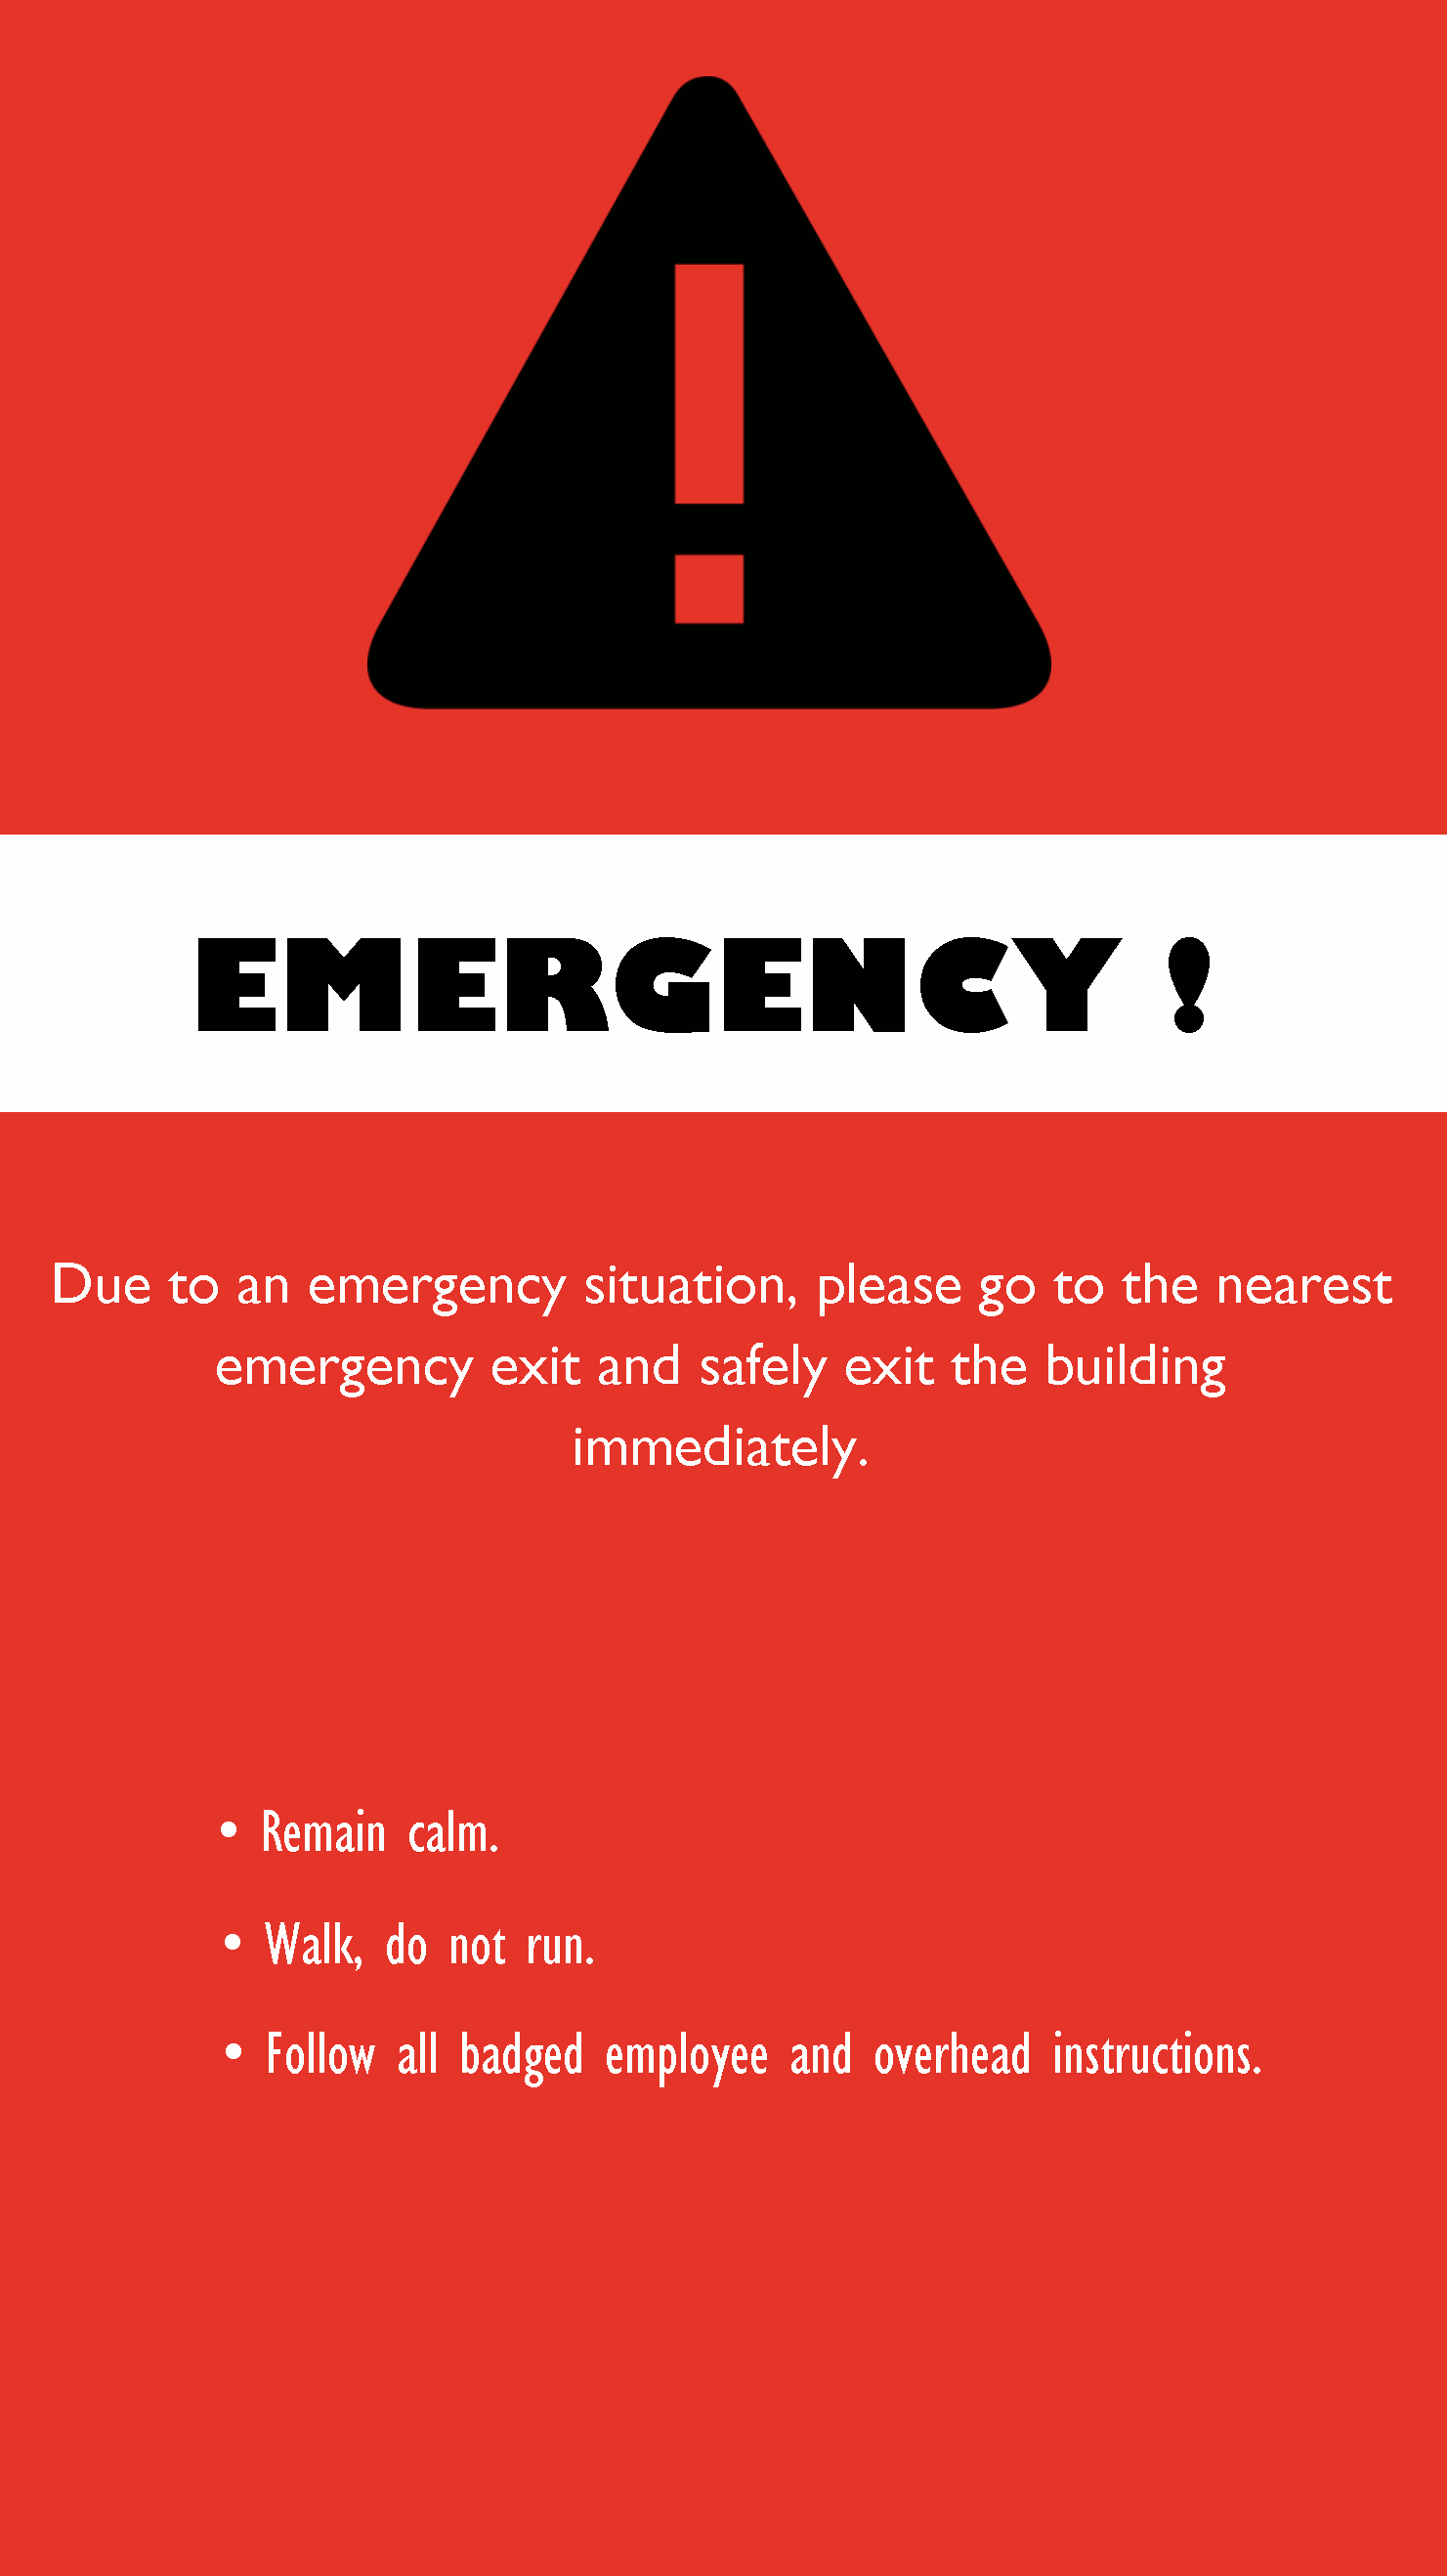 EMERGENCY !
Due to an emergency situation, please go to the nearest
emergency exit and safely exit the building
immediately.
• Remain calm.
• Walk, do not run.
• Follow all badged employee and overhead instructions.